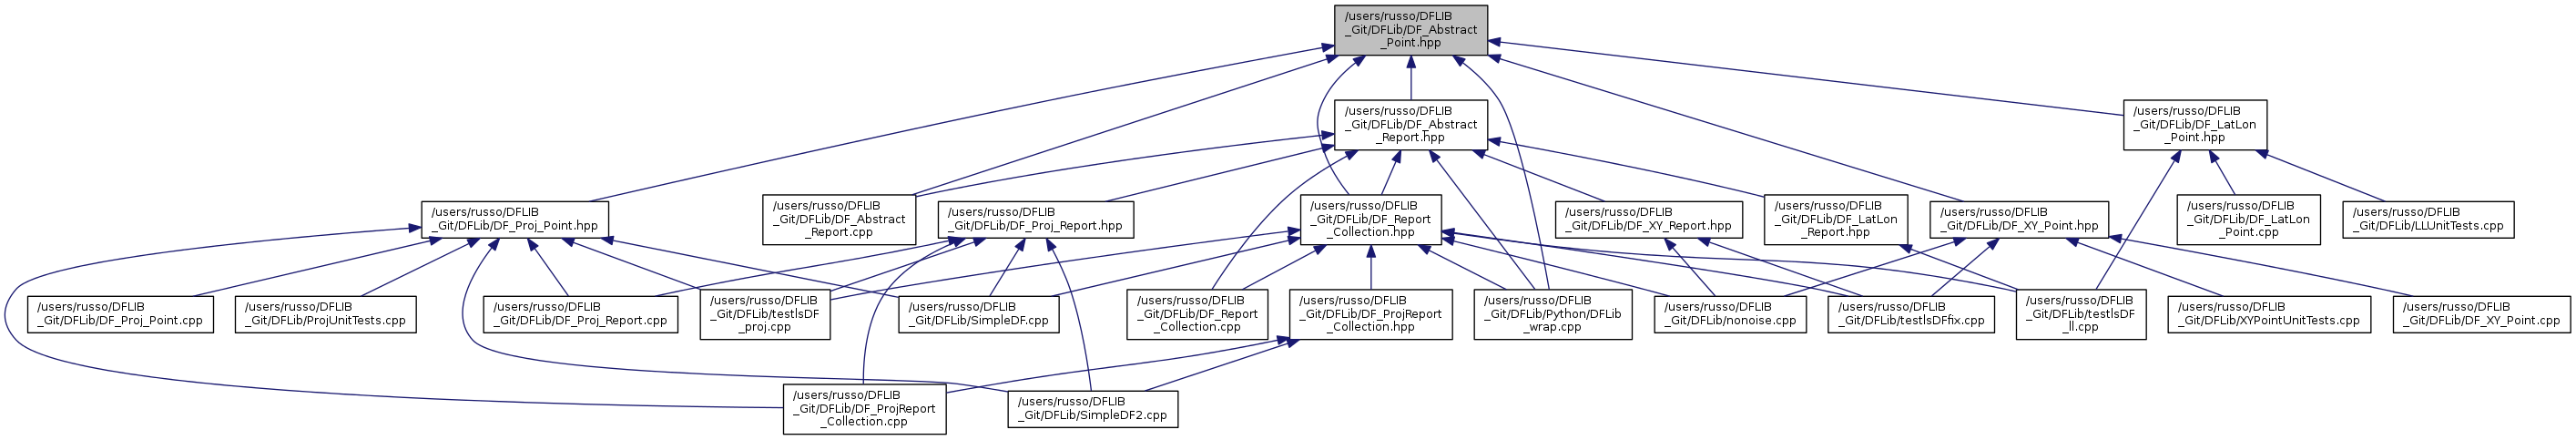 /users/russo/DFLIB
_Git/DFLib/DF_Abstract
_Point.hpp
/users/russo/DFLIB
_Git/DFLib/DF_Abstract
_Report.hpp
/users/russo/DFLIB
_Git/DFLib/DF_LatLon
_Point.hpp
/users/russo/DFLIB
_Git/DFLib/DF_Proj_Point.hpp
/users/russo/DFLIB
_Git/DFLib/DF_Abstract
_Report.cpp
/users/russo/DFLIB
_Git/DFLib/DF_Proj_Report.hpp
/users/russo/DFLIB
_Git/DFLib/DF_Report
_Collection.hpp
/users/russo/DFLIB
_Git/DFLib/DF_XY_Report.hpp
/users/russo/DFLIB
_Git/DFLib/DF_LatLon
_Report.hpp
/users/russo/DFLIB
_Git/DFLib/DF_XY_Point.hpp
/users/russo/DFLIB
_Git/DFLib/DF_LatLon
_Point.cpp
/users/russo/DFLIB
_Git/DFLib/LLUnitTests.cpp
/users/russo/DFLIB
_Git/DFLib/DF_Proj_Point.cpp
/users/russo/DFLIB
_Git/DFLib/ProjUnitTests.cpp
/users/russo/DFLIB
_Git/DFLib/DF_Proj_Report.cpp
/users/russo/DFLIB
_Git/DFLib/testlsDF
_proj.cpp
/users/russo/DFLIB
_Git/DFLib/SimpleDF.cpp
/users/russo/DFLIB
_Git/DFLib/DF_Report
_Collection.cpp
/users/russo/DFLIB
_Git/DFLib/DF_ProjReport
_Collection.hpp
/users/russo/DFLIB
_Git/DFLib/Python/DFLib
_wrap.cpp
/users/russo/DFLIB
_Git/DFLib/nonoise.cpp
/users/russo/DFLIB
_Git/DFLib/testlsDFfix.cpp
/users/russo/DFLIB
_Git/DFLib/testlsDF
_ll.cpp
/users/russo/DFLIB
_Git/DFLib/XYPointUnitTests.cpp
/users/russo/DFLIB
_Git/DFLib/DF_XY_Point.cpp
/users/russo/DFLIB
_Git/DFLib/DF_ProjReport
_Collection.cpp
/users/russo/DFLIB
_Git/DFLib/SimpleDF2.cpp